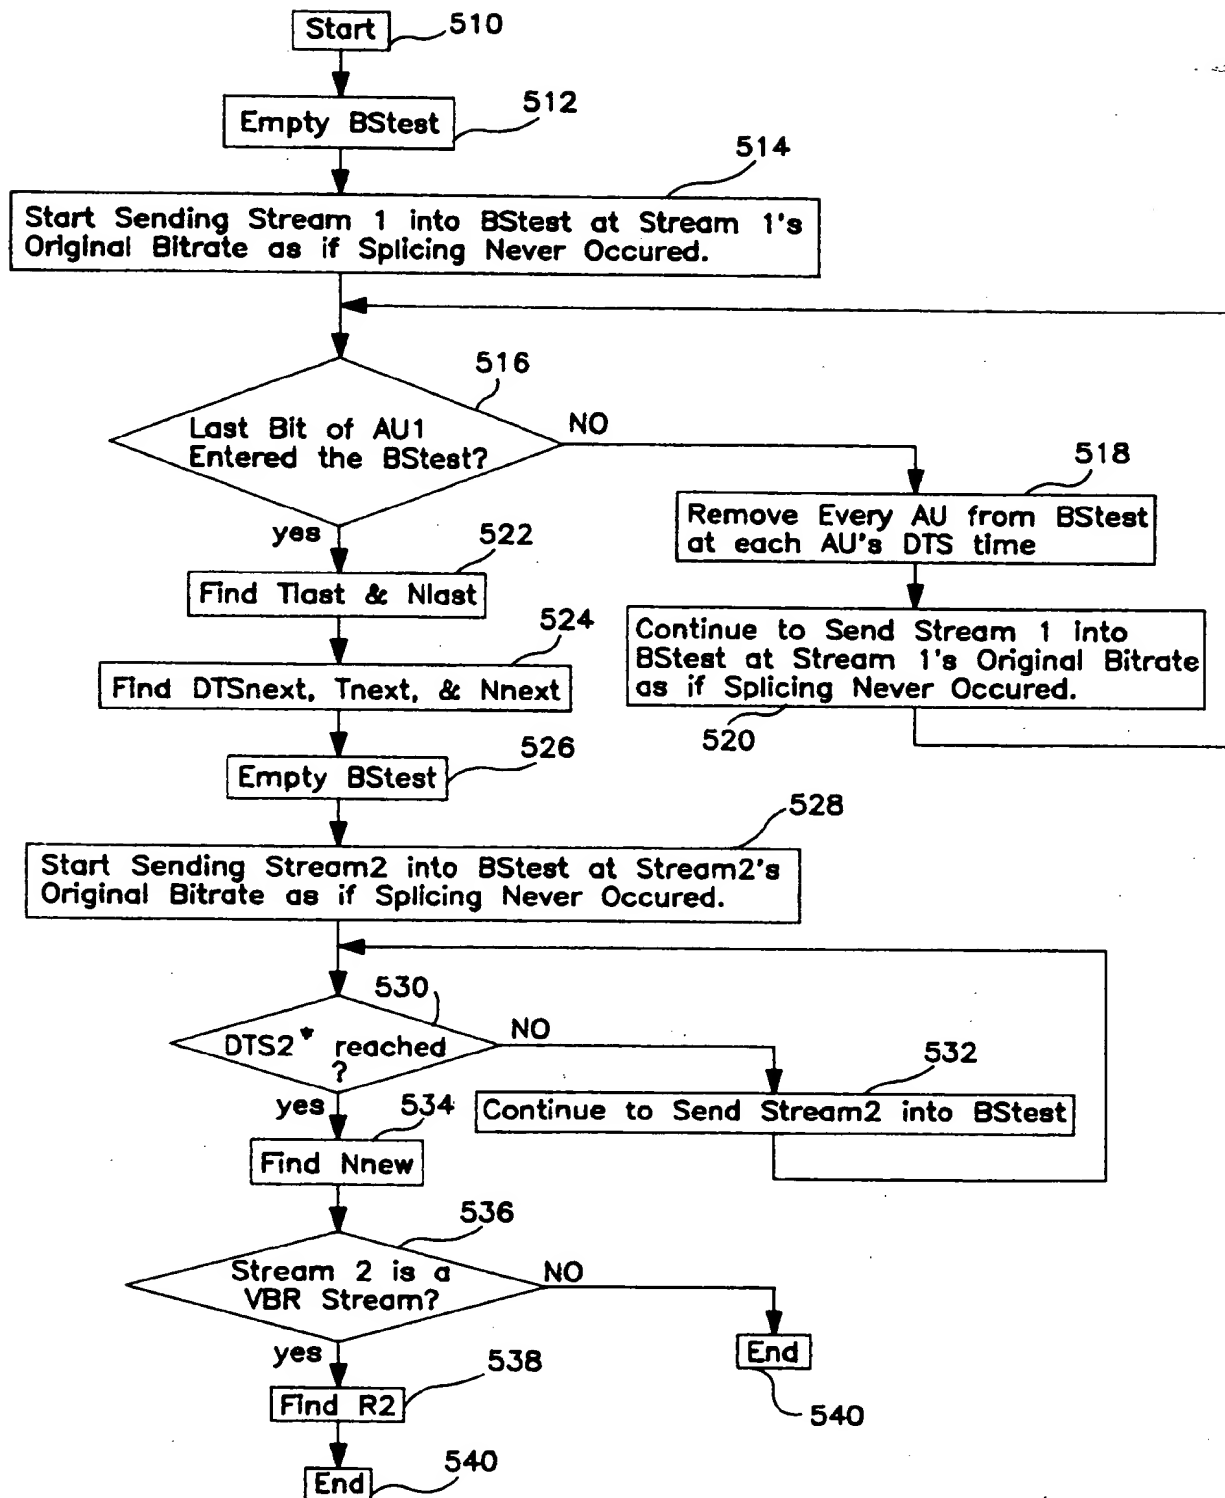 Start
510
Empty BStest
512
514
Start Sending Stream 1 into BStest at Stream 1's
Original Bitrate as if Splicing Never Occured.
516
Last Bit of AU1
Entered the BStest?
NO
yes
518
Remove Every AU from BStest
at each AU's DTS time
Continue to Send Stream 1 into
BStest at Stream 1's Original Bitrate
as if Splicing Never Occured.
520
522
Find Tlast & Nlast
524
Find DTSnext, Tnext, & Nnext
526
Empty BStest
528
Start Sending Stream2 into BStest at Stream2's
Original Bitrate as if Splicing Never Occured.
530
DTS2* reached
?
NO
yes
532
Continue to Send Stream2 into BStest
534
Find Nnew
536
Stream 2 is a
VBR Stream?
NO
yes
End
540
538
Find R2
End
540